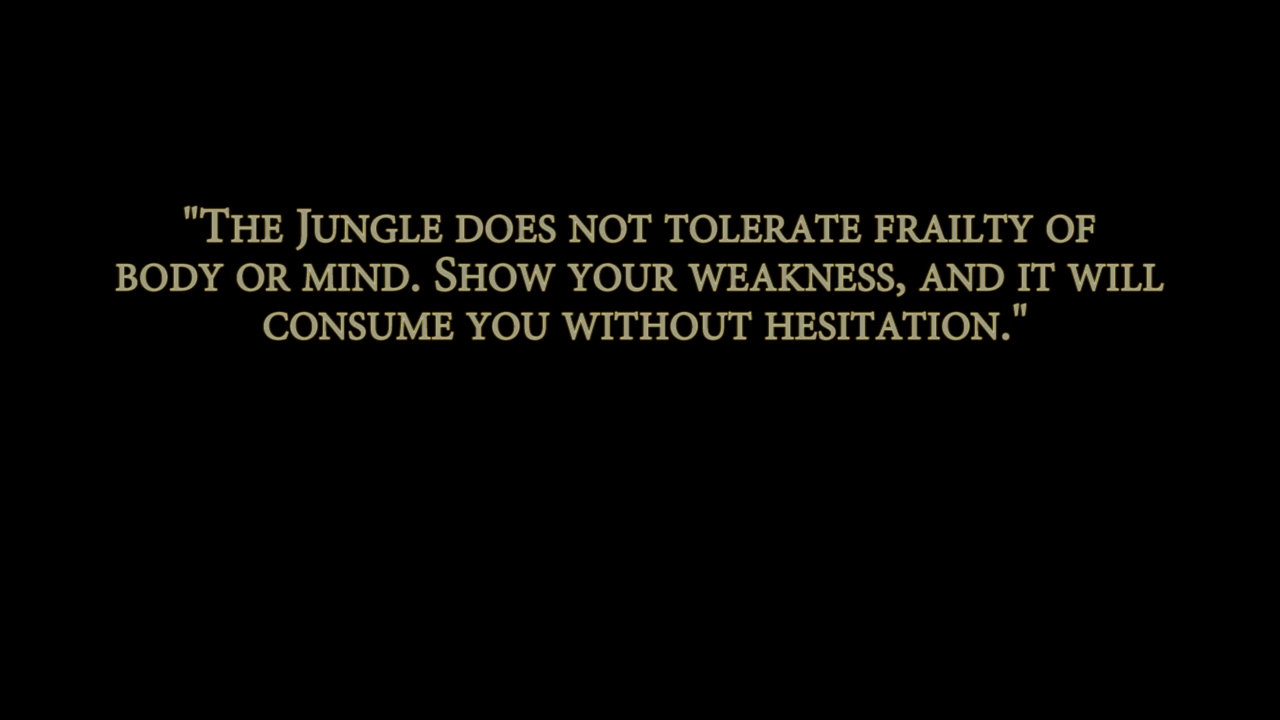 "The Jungle does not tolerate frailty of
body or mind. Show your weakness, and it will
consume you without hesitation."